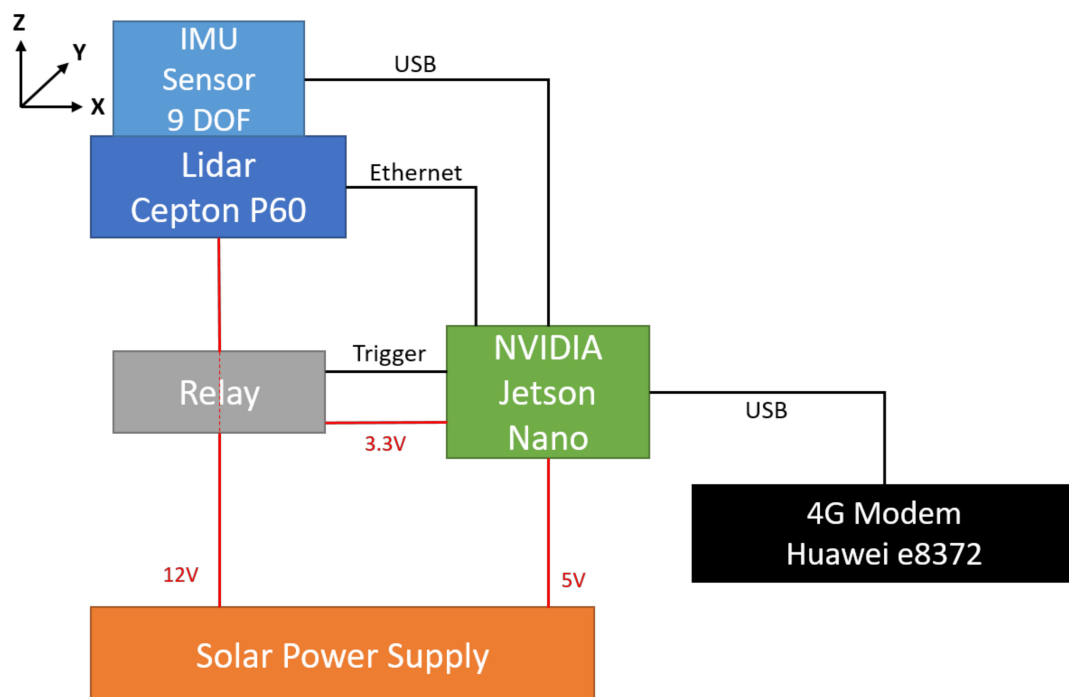 Z
Y
X
IMU
Sensor
9 DOF
USB
Lidar
Cepton P60
Ethernet
NVIDIA
Jetson
Nano
Trigger
Relay
3.3V
USB
4G Modem
Huawei e8372
12V
5V
Solar Power Supply